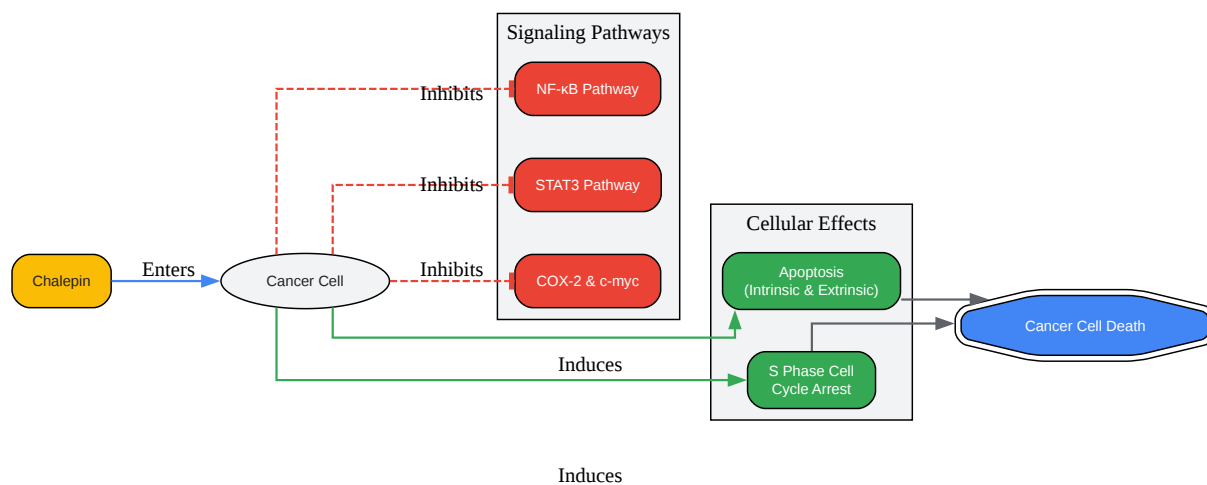 Signaling Pathways
Inhibits
NF-κB Pathway
Inhibits
STAT3 Pathway
Cellular Effects
Chalepin
Enters
Cancer Cell
Inhibits
COX-2 & c-myc
Apoptosis
(Intrinsic & Extrinsic)
Cancer Cell Death
Induces
S Phase Cell
Cycle Arrest
Induces